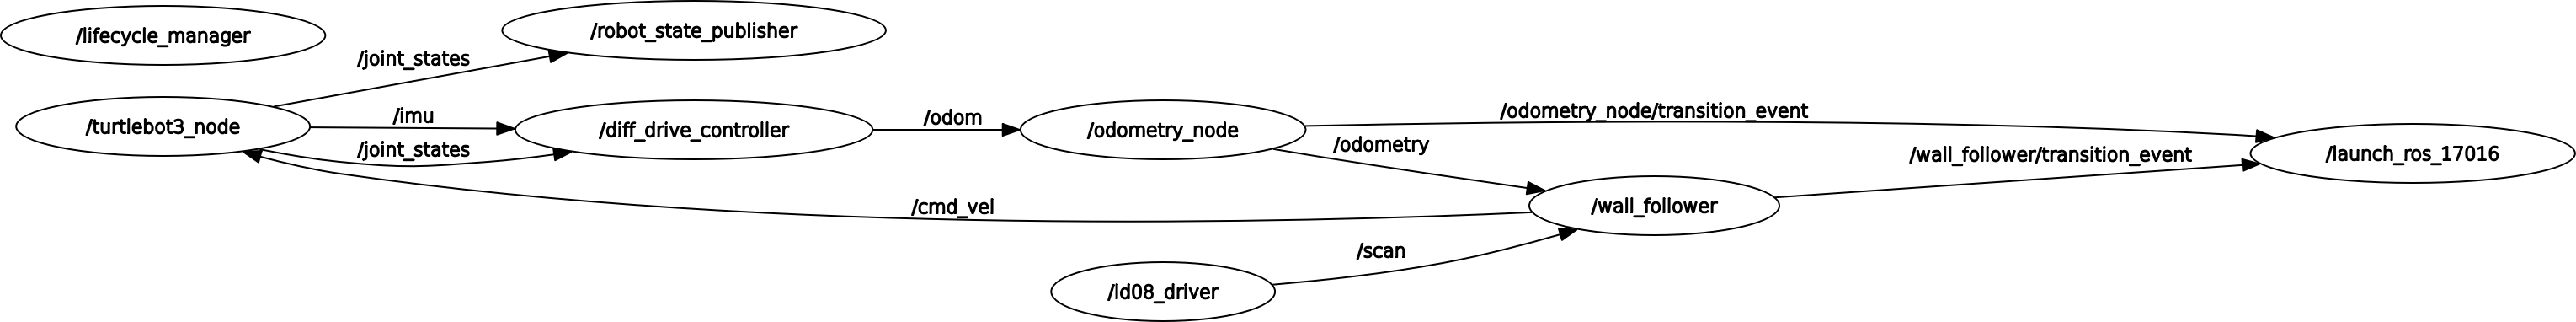 /lifecycle_manager
/robot_state_publisher
/joint_states
/turtlebot3_node
/imu
/joint_states
/diff_drive_controller
/odom
/odometry_node
/odometry_node/transition_event
/odometry
/wall_follower/transition_event
/launch_ros_17016
/cmd_vel
/wall_follower
/scan
/ld08_driver